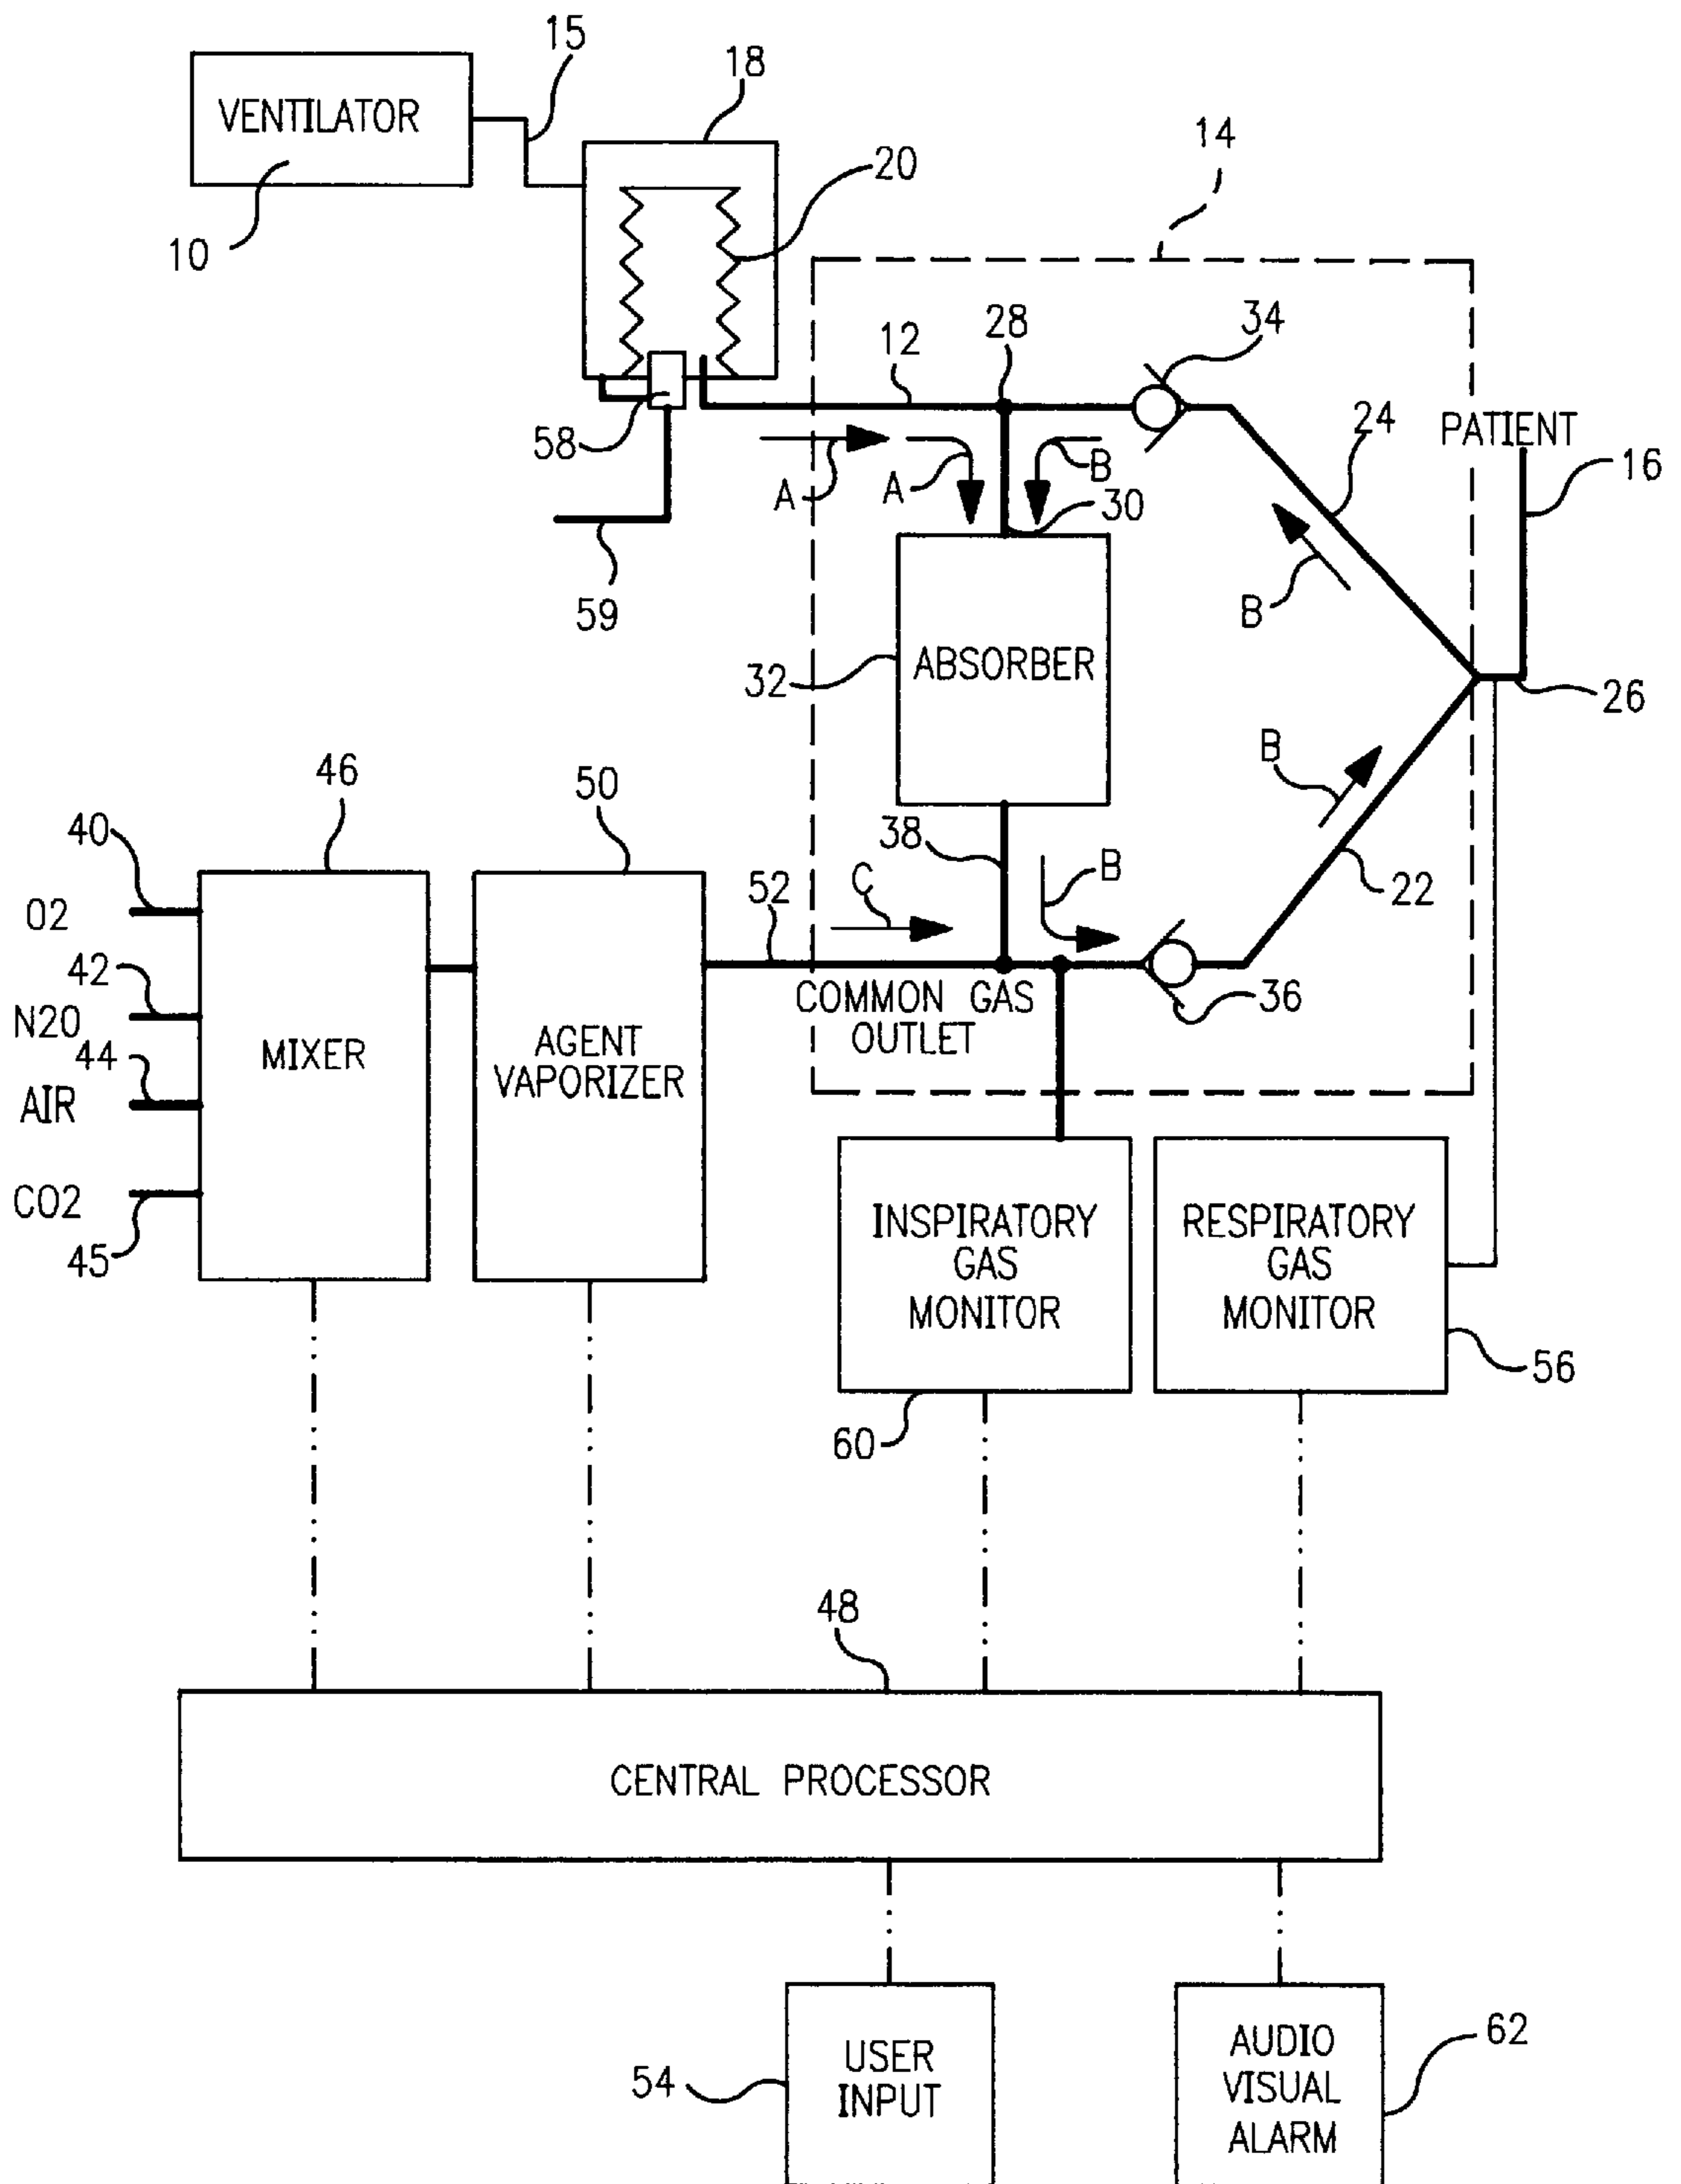 15
18
VENTILATOR
14
20
10
34
12
28
24
PATIENT
58
16
A
A
B
30
59
B
ABSORBER
32
26
46
50
B
40
38
C
B
22
O2
52
42
COMMON GAS
OUTLET
36
N2O
44
MIXER
AGENT
VAPORIZER
AIR
CO2
45
INSPIRATORY
GAS
MONITOR
RESPIRATORY
GAS
MONITOR
56
60
48
CENTRAL PROCESSOR
USER
INPUT
54
AUDIO
VISUAL
ALARM
62